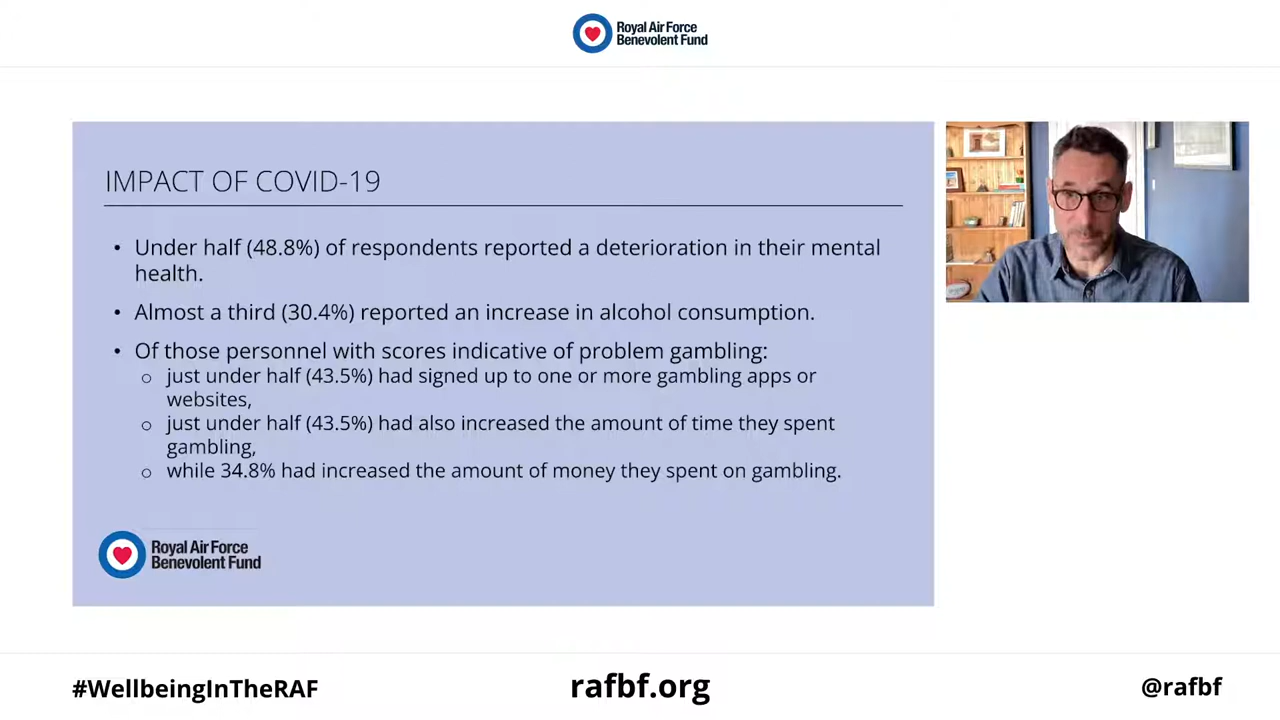 Royal Air Force
Benevolent Fund
IMPACT OF COVID-19
• Under half (48.8%) of respondents reported a deterioration in their mental
health.
• Almost a third (30.4%) reported an increase in alcohol consumption.
• Of those personnel with scores indicative of problem gambling:
o just under half (43.5%) had signed up to one or more gambling apps or
websites,
o just under half (43.5%) had also increased the amount of time they spent
gambling,
o while 34.8% had increased the amount of money they spent on gambling.
Royal Air Force
Benevolent Fund
#WellbeingInTheRAF
rafbf.org
@rafbf